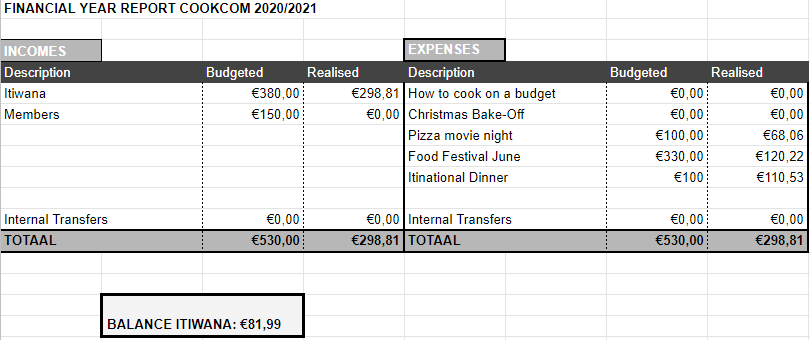 FINANCIAL YEAR REPORT COOKCOM 2020/2021
INCOMES EXPENSES
Description Budgeted Realised Description Budgeted Realised
Itiwana €380,00 €298,81 How to cook on a budget €0,00 €0,00
Members €150,00 €0,00 Christmas Bake-Off €0,00 €0,00
Pizza movie night €100,00 €68,06
Food Festival June €330,00 €120,22
Itinational Dinner €100 €110,53
Internal Transfers €0,00 €0,00 Internal Transfers €0,00 €0,00
TOTAAL €530,00 €298,81 TOTAAL €530,00 €298,81
BALANCE ITIWANA: €81,99